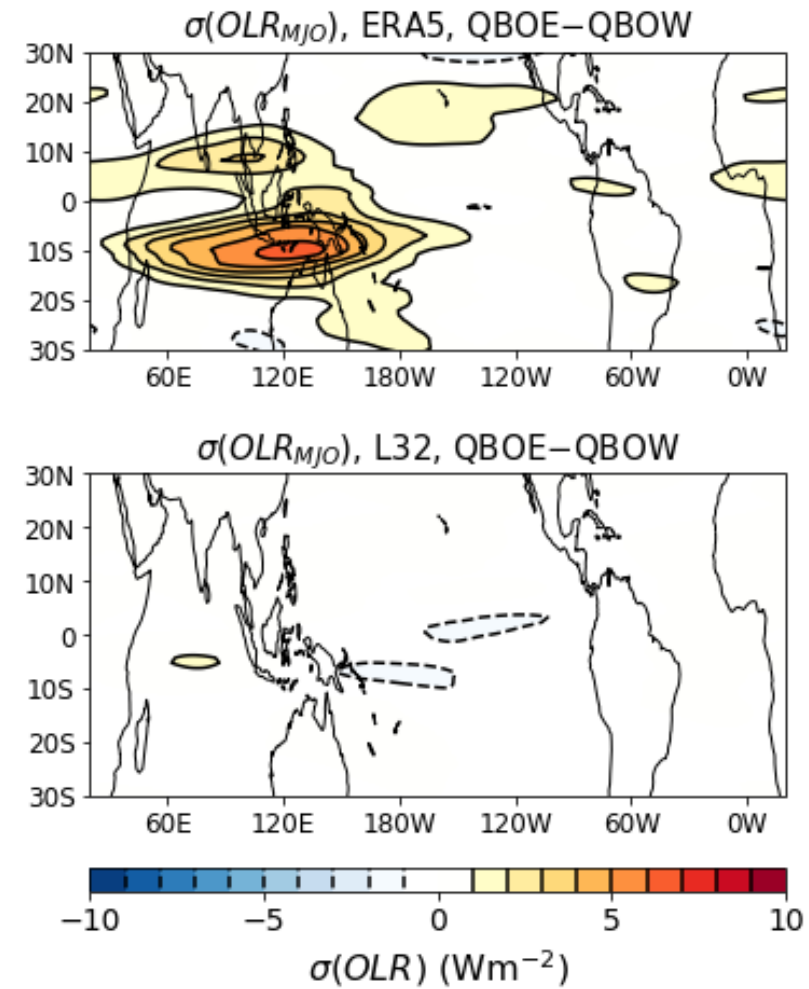 σ(OLR_MJO), ERA5, QBOE−QBOW
30N
20N
10N
0
10S
20S
30S
60E 120E 180W 120W 60W 0W
σ(OLR_MJO), L32, QBOE−QBOW
30N
20N
10N
0
10S
20S
30S
60E 120E 180W 120W 60W 0W
−10 −5 0 5 10
σ(OLR) (Wm⁻²)